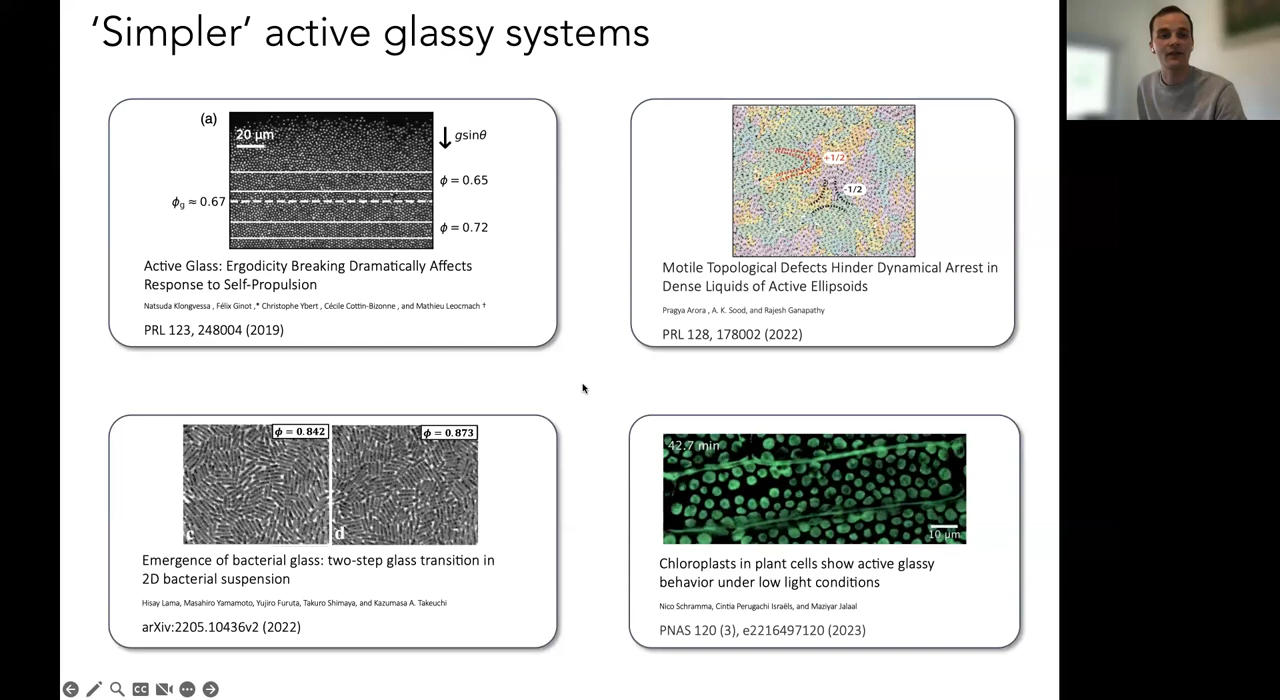 ‘Simpler’ active glassy systems
(a)
20 μm
gsinθ
ϕ = 0.65
ϕg ≈ 0.67
ϕ = 0.72
Active Glass: Ergodicity Breaking Dramatically Affects
Response to Self-Propulsion
Natsuda Klongvessa , Félix Ginot ,* Christophe Ybert , Cécile Cottin-Bizonne , and Mathieu Leocmach †
PRL 123, 248004 (2019)
+1/2
-1/2
Motile Topological Defects Hinder Dynamical Arrest in
Dense Liquids of Active Ellipsoids
Pragya Arora , A. K. Sood, and Rajesh Ganapathy
PRL 128, 178002 (2022)
ϕ = 0.842
ϕ = 0.873
c
d
Emergence of bacterial glass: two-step glass transition in
2D bacterial suspension
Hisay Lama, Masahiro Yamamoto, Yujiro Furuta, Takuro Shimaya, and Kazumasa A. Takeuchi
arXiv:2205.10436v2 (2022)
42.7 min
10 μm
Chloroplasts in plant cells show active glassy
behavior under low light conditions
Nico Schramma, Cintia Perugachi Israëls, and Maziyar Jalaal
PNAS 120 (3), e2216497120 (2023)
CC